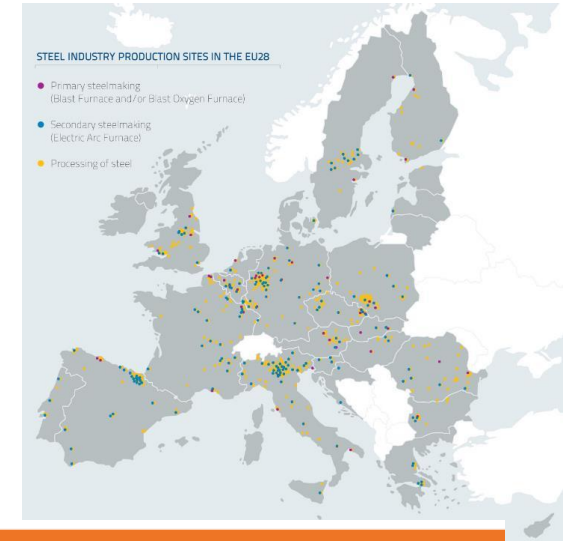 STEEL INDUSTRY PRODUCTION SITES IN THE EU28
Primary steelmaking
(Blast Furnace and/or Blast Oxygen Furnace)
Secondary steelmaking
(Electric Arc Furnace)
Processing of steel